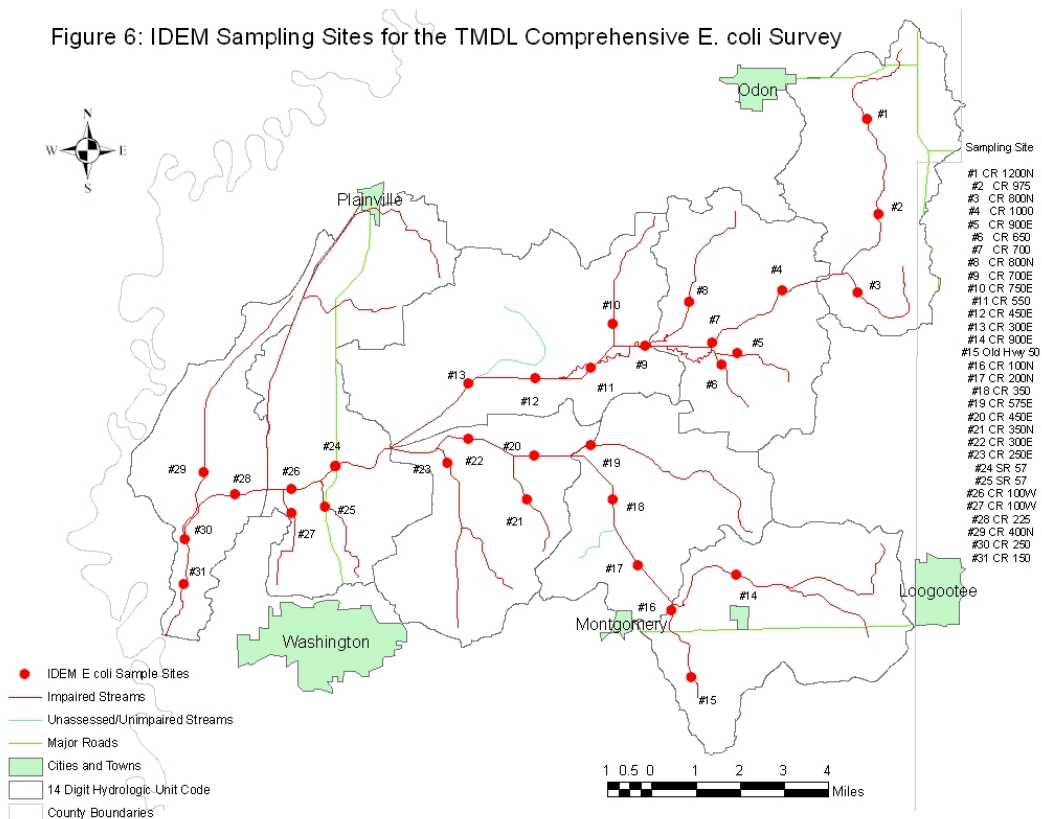 Figure 6: IDEM Sampling Sites for the TMDL Comprehensive E. coli Survey
Odon
N
W E
S
Plainville
#1
#2
#3
#4
#5
#6
#7
#8
#9
#10
#11
#12
#13
#14
#15
#16
#17
#18
#19
#20
#21
#22
#23
#24
#25
#26
#27
#28
#29
#30
#31
Washington
Montgomery
Loogootee
Sampling Site
#1 CR 1200N
#2 CR 975
#3 CR 800N
#4 CR 1000
#5 CR 900E
#6 CR 650
#7 CR 700
#8 CR 800N
#9 CR 700E
#10 CR 750E
#11 CR 550
#12 CR 450E
#13 CR 300E
#14 CR 900E
#15 Old Hwy 50
#16 CR 100N
#17 CR 200N
#18 CR 350
#19 CR 575E
#20 CR 450E
#21 CR 350N
#22 CR 300E
#23 CR 250E
#24 SR 57
#25 SR 57
#26 CR 100W
#27 CR 100W
#28 CR 225
#29 CR 400N
#30 CR 250
#31 CR 150
IDEM E coli Sample Sites
Impaired Streams
Unassessed/Unimpaired Streams
Major Roads
Cities and Towns
14 Digit Hydrologic Unit Code
County Boundaries
1 0.5 0 1 2 3 4
Miles